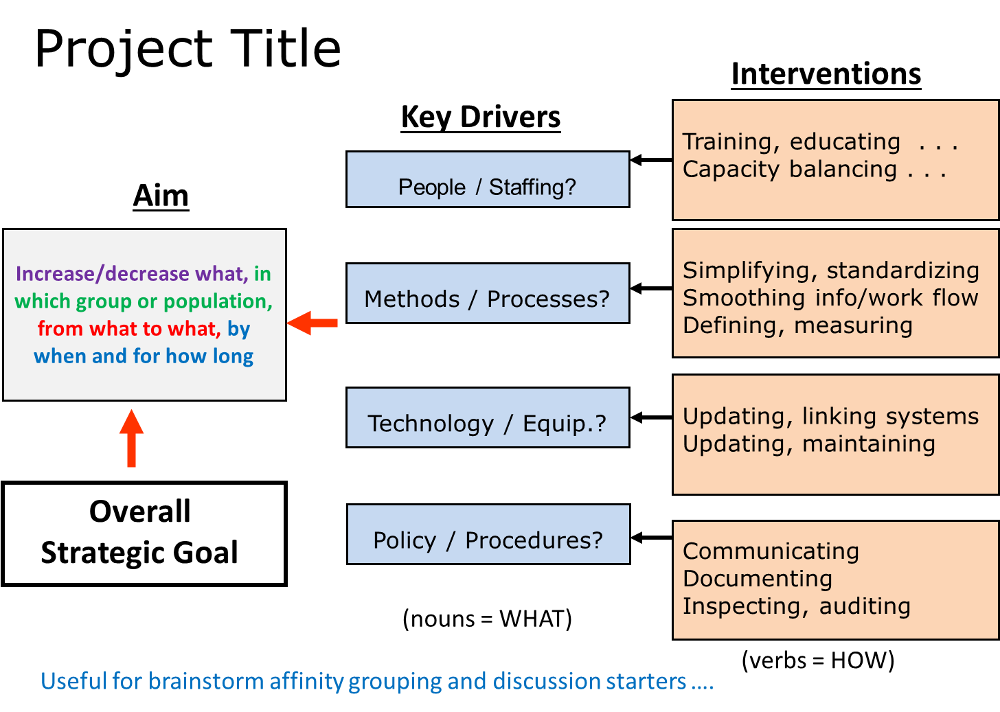 Project Title
Interventions
Key Drivers
Aim
Training, educating  . . .
Capacity balancing . . .
People / Staffing?
Increase/decrease what, in
which group or population,
from what to what, by
when and for how long
Methods / Processes?
Simplifying, standardizing
Smoothing info/work flow
Defining, measuring
Technology / Equip.?
Updating, linking systems
Updating, maintaining
Overall
Strategic Goal
Policy / Procedures?
Communicating
Documenting
Inspecting, auditing
(nouns = WHAT)
(verbs = HOW)
Useful for brainstorm affinity grouping and discussion starters ....